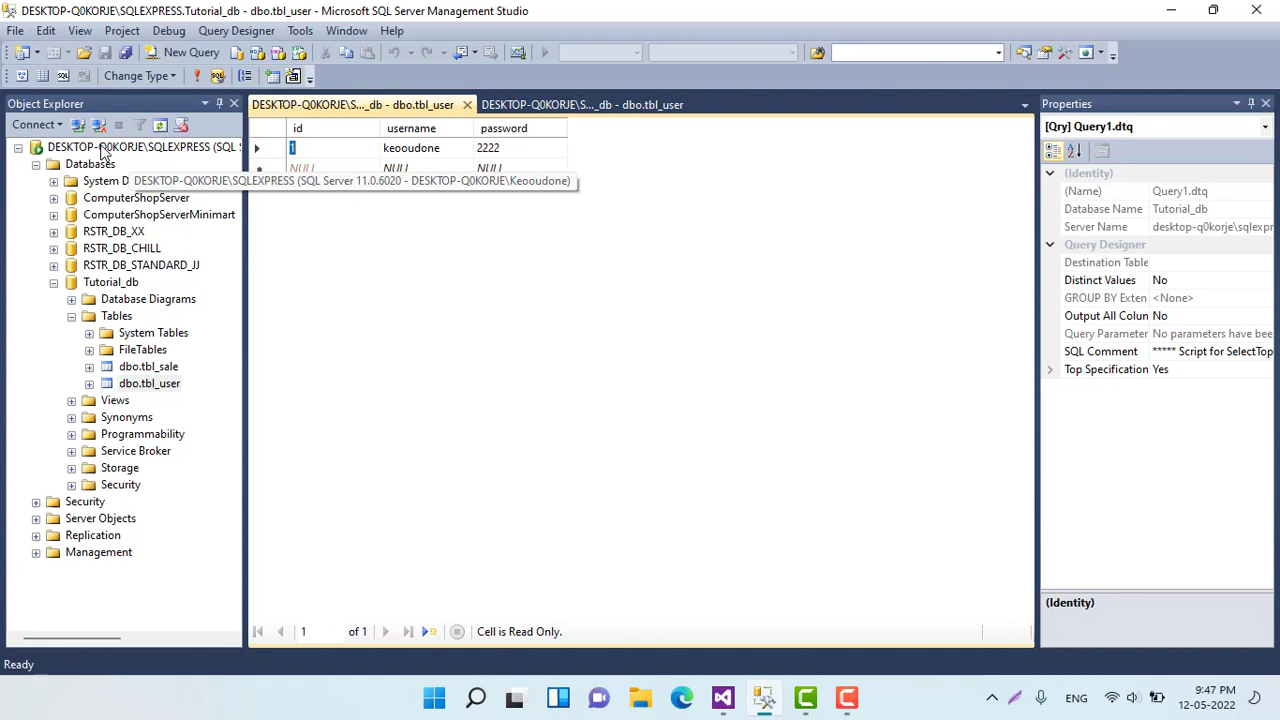 DESKTOP-Q0KORJE\SQLEXPRESS.Tutorial_db - dbo.tbl_user - Microsoft SQL Server Management Studio
File Edit View Project Debug Query Designer Tools Window Help
New Query
Change Type
Object Explorer
Connect
DESKTOP-Q0KORJE\SQLEXPRESS (SQL S
Databases
System D
ComputerShopServer
ComputerShopServerMinimart
RSTR_DB_XX
RSTR_DB_CHILL
RSTR_DB_STANDARD_JJ
Tutorial_db
Database Diagrams
Tables
System Tables
FileTables
dbo.tbl_sale
dbo.tbl_user
Views
Synonyms
Programmability
Service Broker
Storage
Security
Security
Server Objects
Replication
Management
DESKTOP-Q0KORJE\SQLEXPRESS (SQL Server 11.0.6020 - DESKTOP-Q0KORJE\Keooudone)
DESKTOP-Q0KORJE\S..._db - dbo.tbl_user DESKTOP-Q0KORJE\S..._db - dbo.tbl_user
id username password
1 keooudone 2222
NULL NULL NULL
1 of 1 Cell is Read Only.
Properties
[Qry] Query1.dtq
(Identity)
(Name) Query1.dtq
Database Name Tutorial_db
Server Name desktop-q0korje\sqlexpr
Query Designer
Destination Table
Distinct Values No
GROUP BY Exten <None>
Output All Colun No
Query Parameter No parameters have been
SQL Comment ***** Script for SelectTop
Top Specification Yes
(Identity)
Ready
ENG
9:47 PM
12-05-2022